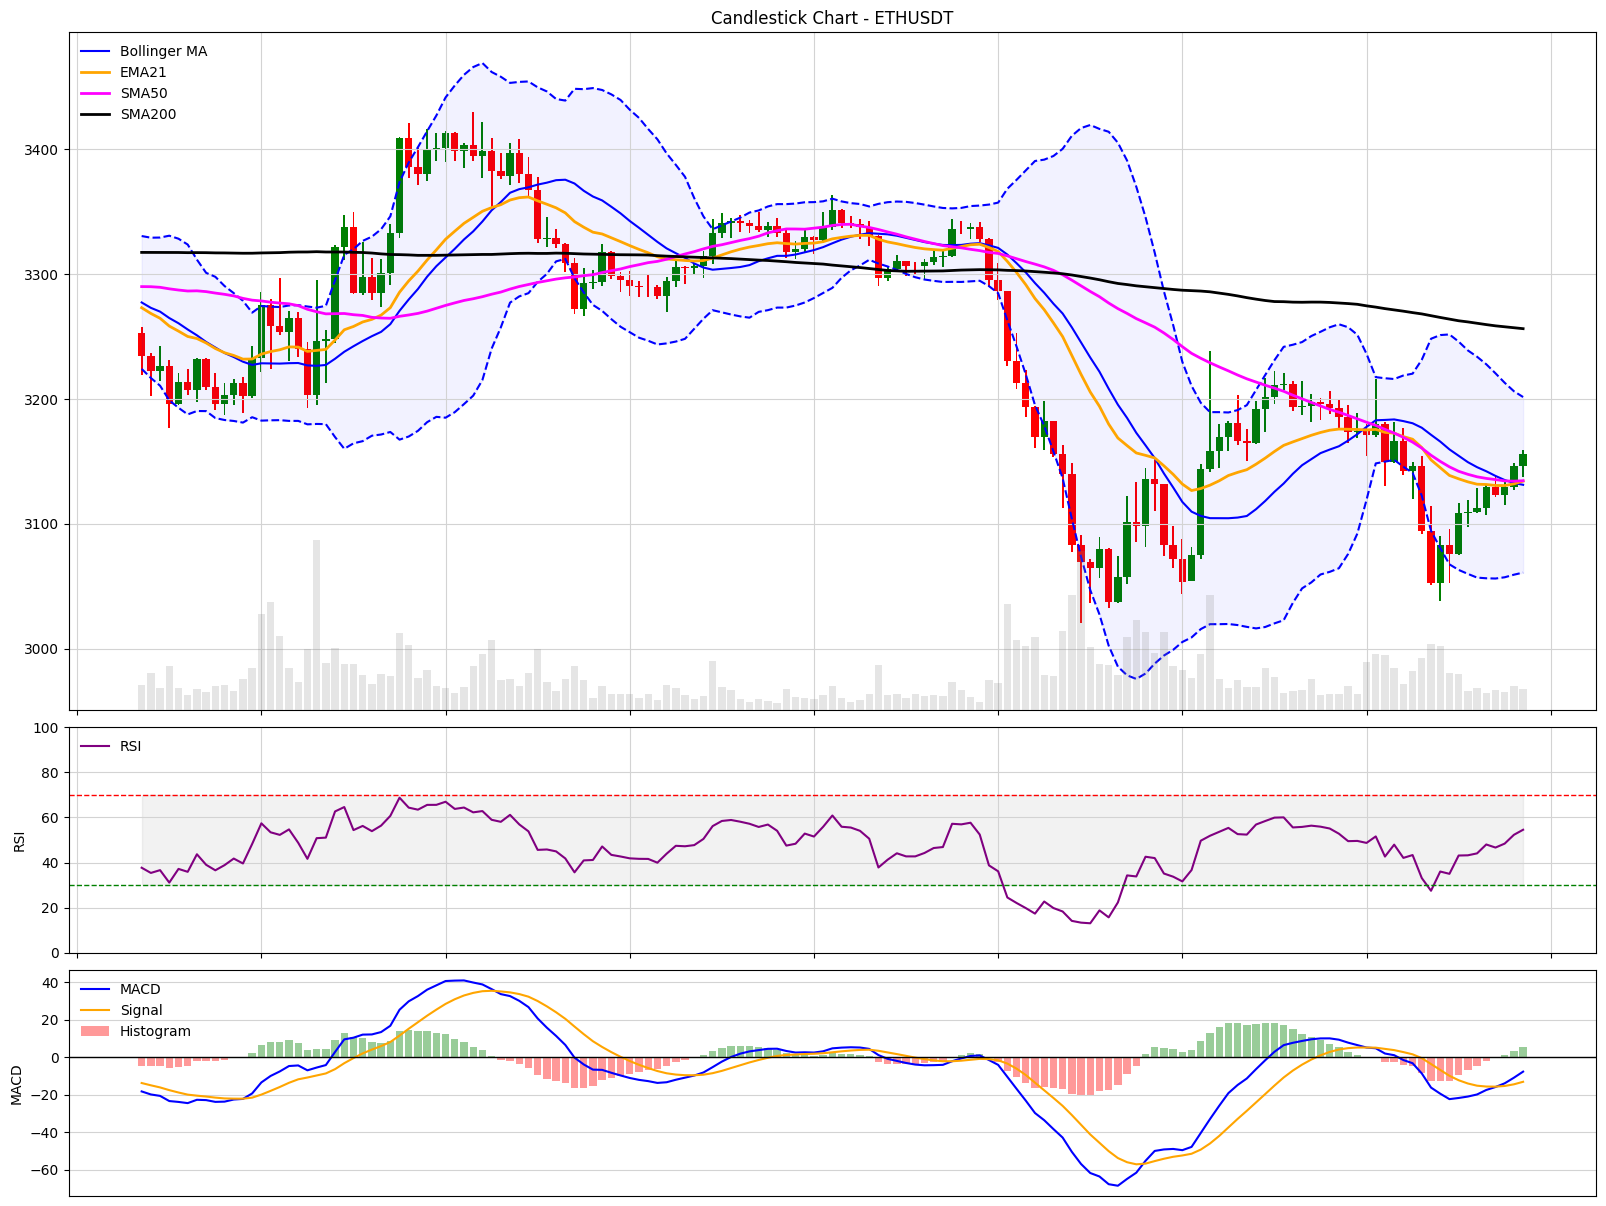 Candlestick Chart - ETHUSDT
Bollinger MA
EMA21
SMA50
SMA200
3400
3300
3200
3100
3000
100
80
60
40
20
0
RSI
RSI
40
20
0
−20
−40
−60
MACD
MACD
Signal
Histogram